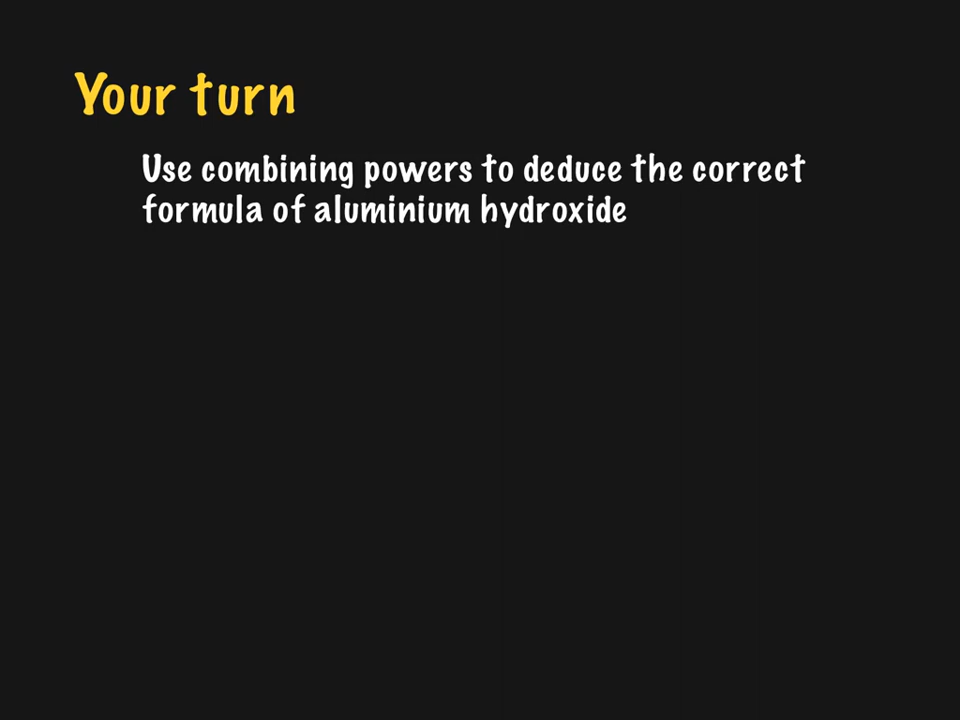 Your turn
Use combining powers to deduce the correct
formula of aluminium hydroxide